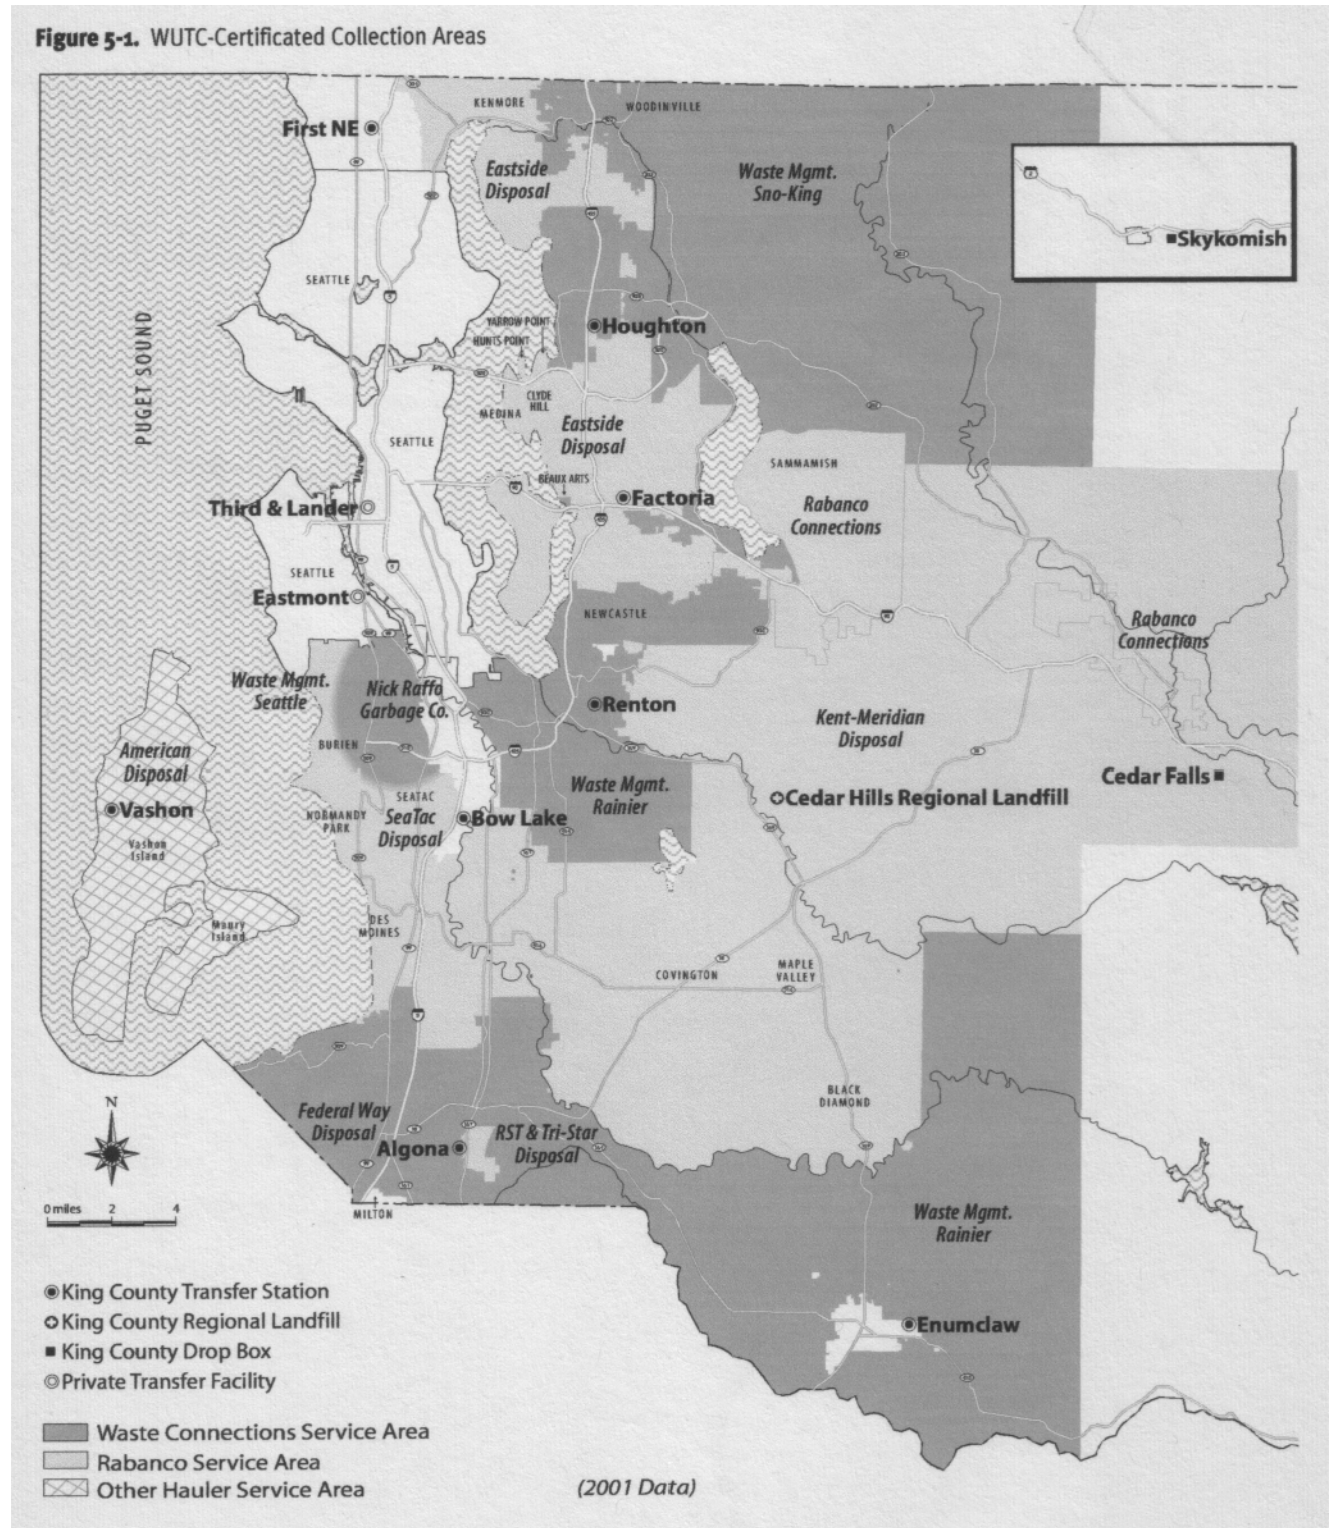 Figure 5-1. WUTC-Certificated Collection Areas
KENMORE
WOODINVILLE
First NE
Eastside
Disposal
Waste Mgmt.
Sno-King
Skykomish
SEATTLE
PUGET SOUND
YARROW POINT
HUNTS POINT
Houghton
MEDINA
CLYDE
HILL
Eastside
Disposal
SEATTLE
SAMMAMISH
BEAUX ARTS
Factoria
Rabanco
Connections
Third & Lander
SEATTLE
Eastmont
NEWCASTLE
Rabanco
Connections
Waste Mgmt.
Seattle
Nick Raffo
Garbage Co.
Renton
Kent-Meridian
Disposal
BURIEN
American
Disposal
Cedar Falls
Waste Mgmt.
Rainier
Cedar Hills Regional Landfill
Vashon
SEATAC
SeaTac
Disposal
NORMANDY
PARK
Bow Lake
Vashon
Island
Maury
Island
DES
MOINES
COVINGTON
MAPLE
VALLEY
BLACK
DIAMOND
N
Federal Way
Disposal
Algona
RST & Tri-Star
Disposal
0 miles 2 4
MILTON
Waste Mgmt.
Rainier
Enumclaw
King County Transfer Station
King County Regional Landfill
King County Drop Box
Private Transfer Facility
Waste Connections Service Area
Rabanco Service Area
Other Hauler Service Area
(2001 Data)